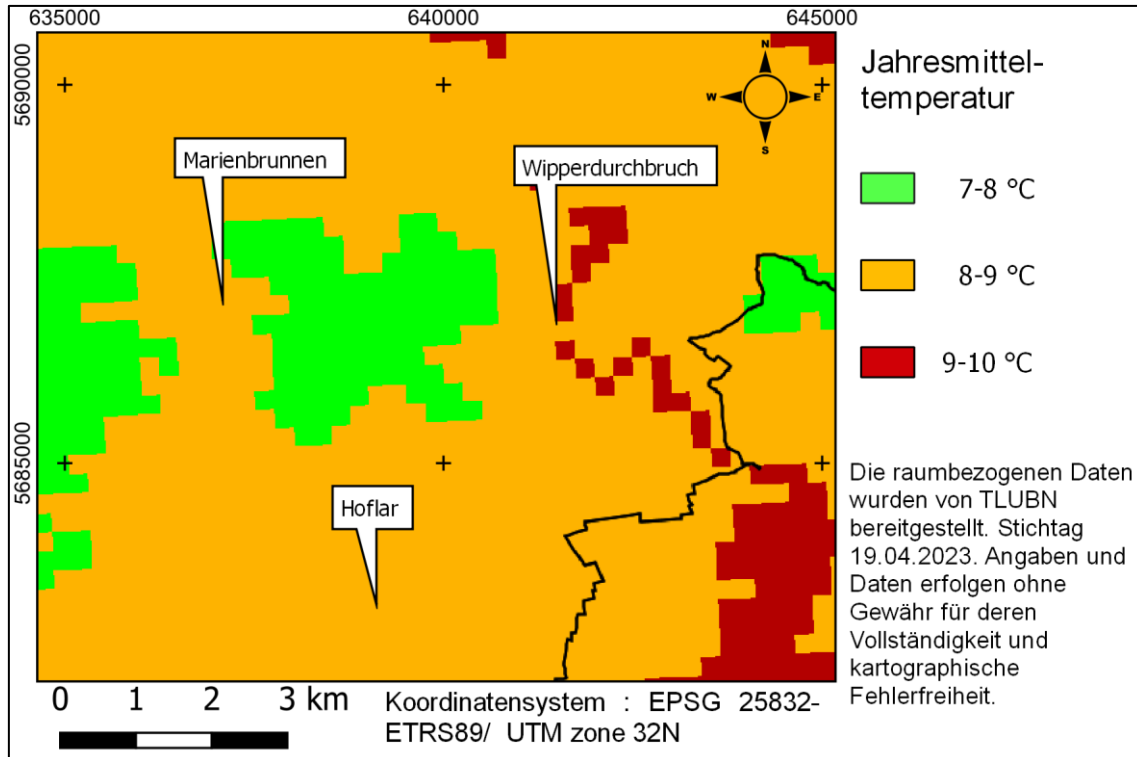 635000
640000
645000
5690000
5685000
N
W
E
S
Marienbrunnen
Wipperdurchbruch
Hoflar
Jahresmittel-
temperatur
7-8 °C
8-9 °C
9-10 °C
Die raumbezogenen Daten
wurden von TLUBN
bereitgestellt. Stichtag
19.04.2023. Angaben und
Daten erfolgen ohne
Gewähr für deren
Vollständigkeit und
kartographische
Fehlerfreiheit.
0 1 2 3 km
Koordinatensystem : EPSG 25832-
ETRS89/ UTM zone 32N